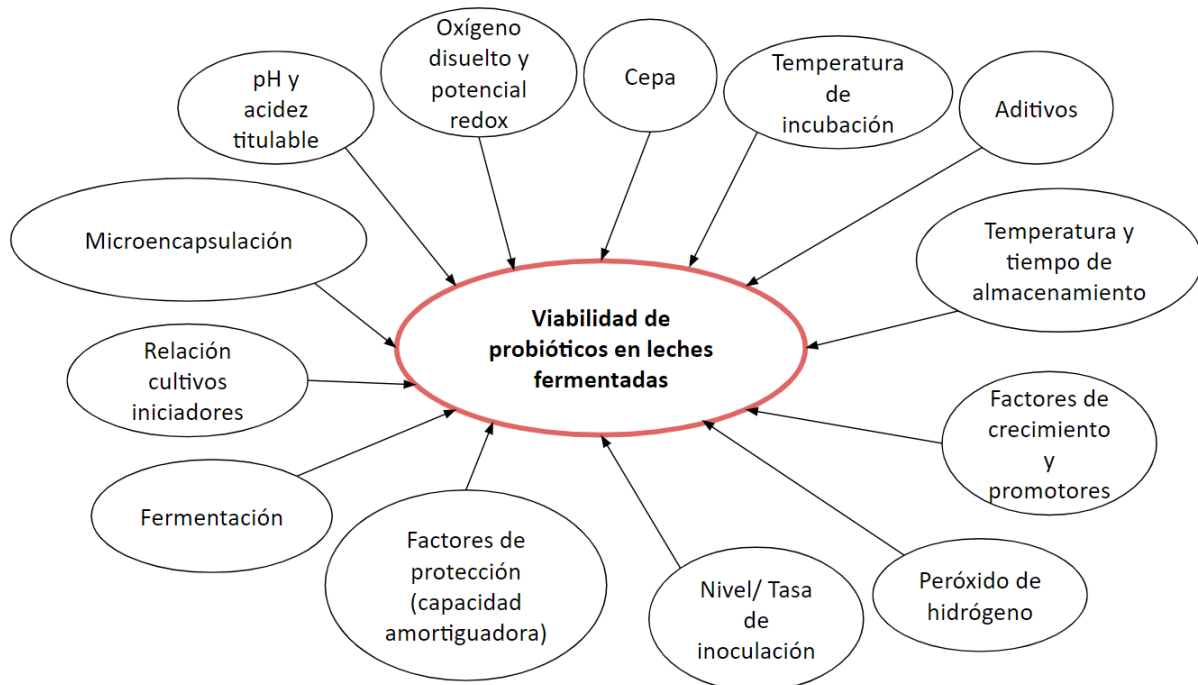 Oxígeno
disuelto y
potencial
redox
Cepa
Temperatura
de
incubación
Aditivos
pH y
acidez
titulable
Microencapsulación
Temperatura y
tiempo de
almacenamiento
Viabilidad de
probióticos en leches
fermentadas
Relación
cultivos
iniciadores
Factores de
crecimiento
y
promotores
Fermentación
Factores de
protección
(capacidad
amortiguadora)
Nivel/ Tasa
de
inoculación
Peróxido de
hidrógeno